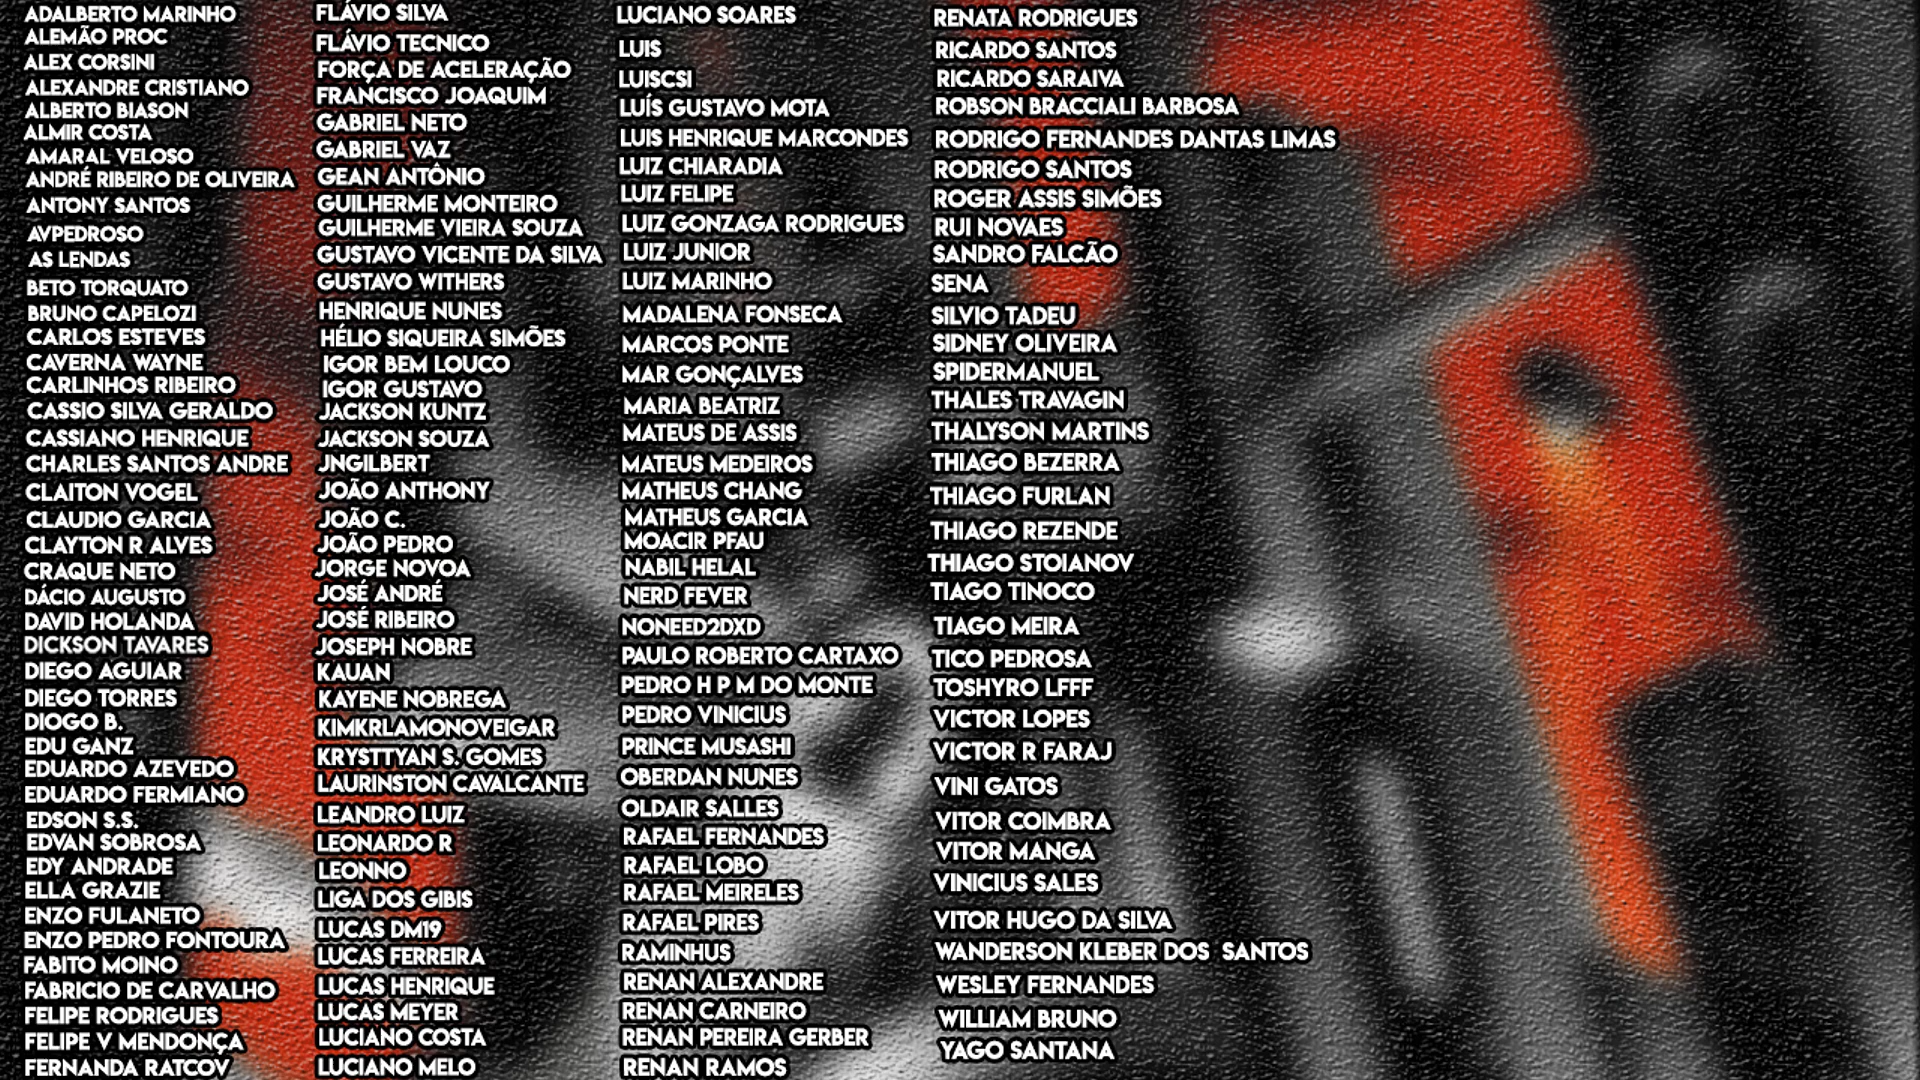 ADALBERTO MARINHO
ALEMÃO PROC
ALEX CORSINI
ALEXANDRE CRISTIANO
ALBERTO BIASON
ALMIR COSTA
AMARAL VELOSO
ANDRÉ RIBEIRO DE OLIVEIRA
ANTONY SANTOS
AVPEDROSO
AS LENDAS
BETO TORQUATO
BRUNO CAPELOZI
CARLOS ESTEVES
CAVERNA WAYNE
CARLINHOS RIBEIRO
CASSIO SILVA GERALDO
CASSIANO HENRIQUE
CHARLES SANTOS ANDRE
CLAITON VOGEL
CLAUDIO GARCIA
CLAYTON R ALVES
CRAQUE NETO
DÁCIO AUGUSTO
DAVID HOLANDA
DICKSON TAVARES
DIEGO AGUIAR
DIEGO TORRES
DIOGO B.
EDU GANZ
EDUARDO AZEVEDO
EDUARDO FERMIANO
EDSON S.S.
EDVAN SOBROSA
EDY ANDRADE
ELLA GRAZIE
ENZO FULANETO
ENZO PEDRO FONTOURA
FABITO MOINO
FABRICIO DE CARVALHO
FELIPE RODRIGUES
FELIPE V MENDONÇA
FERNANDA RATCOV
FLÁVIO SILVA
FLÁVIO TECNICO
FORÇA DE ACELERAÇÃO
FRANCISCO JOAQUIM
GABRIEL NETO
GABRIEL VAZ
GEAN ANTÔNIO
GUILHERME MONTEIRO
GUILHERME VIEIRA SOUZA
GUSTAVO VICENTE DA SILVA
GUSTAVO WITHERS
HENRIQUE NUNES
HÉLIO SIQUEIRA SIMÕES
IGOR BEM LOUCO
IGOR GUSTAVO
JACKSON KUNTZ
JACKSON SOUZA
JNGILBERT
JOÃO ANTHONY
JOÃO C.
JOÃO PEDRO
JORGE NOVOA
JOSÉ ANDRÉ
JOSÉ RIBEIRO
JOSEPH NOBRE
KAUAN
KAYENE NOBREGA
KIMKRLAMONOVEIGAR
KRYSTTYAN S. GOMES
LAURINSTON CAVALCANTE
LEANDRO LUIZ
LEONARDO R
LEONNO
LIGA DOS GIBIS
LUCAS DM19
LUCAS FERREIRA
LUCAS HENRIQUE
LUCAS MEYER
LUCIANO COSTA
LUCIANO MELO
LUCIANO SOARES
LUIS
LUISCSI
LUÍS GUSTAVO MOTA
LUIS HENRIQUE MARCONDES
LUIZ CHIARADIA
LUIZ FELIPE
LUIZ GONZAGA RODRIGUES
LUIZ JUNIOR
LUIZ MARINHO
MADALENA FONSECA
MARCOS PONTE
MAR GONÇALVES
MARIA BEATRIZ
MATEUS DE ASSIS
MATEUS MEDEIROS
MATHEUS CHANG
MATHEUS GARCIA
MOACIR PFAU
NABIL HELAL
NERD FEVER
NONEED2DXD
PAULO ROBERTO CARTAXO
PEDRO H P M DO MONTE
PEDRO VINICIUS
PRINCE MUSASHI
OBERDAN NUNES
OLDAIR SALLES
RAFAEL FERNANDES
RAFAEL LOBO
RAFAEL MEIRELES
RAFAEL PIRES
RAMINHUS
RENAN ALEXANDRE
RENAN CARNEIRO
RENAN PEREIRA GERBER
RENAN RAMOS
RENATA RODRIGUES
RICARDO SANTOS
RICARDO SARAIVA
ROBSON BRACCIALI BARBOSA
RODRIGO FERNANDES DANTAS LIMAS
RODRIGO SANTOS
ROGER ASSIS SIMÕES
RUI NOVAES
SANDRO FALCÃO
SENA
SILVIO TADEU
SIDNEY OLIVEIRA
SPIDERMANUEL
THALES TRAVAGIN
THALYSON MARTINS
THIAGO BEZERRA
THIAGO FURLAN
THIAGO REZENDE
THIAGO STOIANOV
TIAGO TINOCO
TIAGO MEIRA
TICO PEDROSA
TOSHYRO LFFF
VICTOR LOPES
VICTOR R FARAJ
VINI GATOS
VITOR COIMBRA
VITOR MANGA
VINICIUS SALES
VITOR HUGO DA SILVA
WANDERSON KLEBER DOS SANTOS
WESLEY FERNANDES
WILLIAM BRUNO
YAGO SANTANA